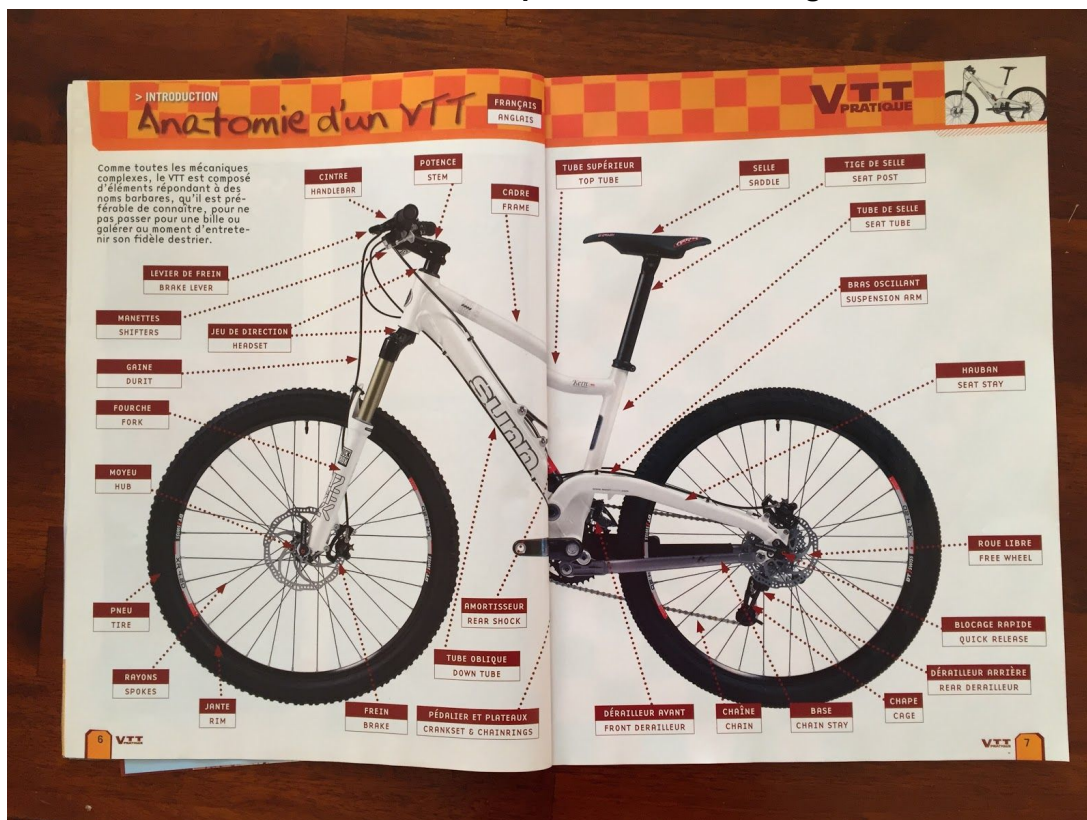 > INTRODUCTION
Anatomie d'un VTT
FRANÇAIS
ANGLAIS
VTT
PRATIQUE
Comme toutes les mécaniques
complexes, le VTT est composé
d'éléments répondant à des
noms barbares, qu'il est pré-
férable de connaître, pour ne
pas passer pour une bille ou
galérer au moment d'entrete-
nir son fidèle destrier.
CINTRE
HANDLEBAR
POTENCE
STEM
CADRE
FRAME
LEVIER DE FREIN
BRAKE LEVER
MANETTES
SHIFTERS
JEU DE DIRECTION
HEADSET
GAINE
DURIT
FOURCHE
FORK
MOYEU
HUB
PNEU
TIRE
RAYONS
SPOKES
JANTE
RIM
FREIN
BRAKE
AMORTISSEUR
REAR SHOCK
TUBE OBLIQUE
DOWN TUBE
PÉDALIER ET PLATEAUX
CRANKSET & CHAINRINGS
sunn
6
VTT
PRATIQUE
TUBE SUPÉRIEUR
TOP TUBE
SELLE
SADDLE
TIGE DE SELLE
SEAT POST
TUBE DE SELLE
SEAT TUBE
BRAS OSCILLANT
SUSPENSION ARM
HAUBAN
SEAT STAY
ROUE LIBRE
FREE WHEEL
BLOCAGE RAPIDE
QUICK RELEASE
DÉRAILLEUR ARRIÈRE
REAR DERAILLEUR
CHAPE
CAGE
BASE
CHAIN STAY
CHAÎNE
CHAIN
DÉRAILLEUR AVANT
FRONT DERAILLEUR
VTT
PRATIQUE
7